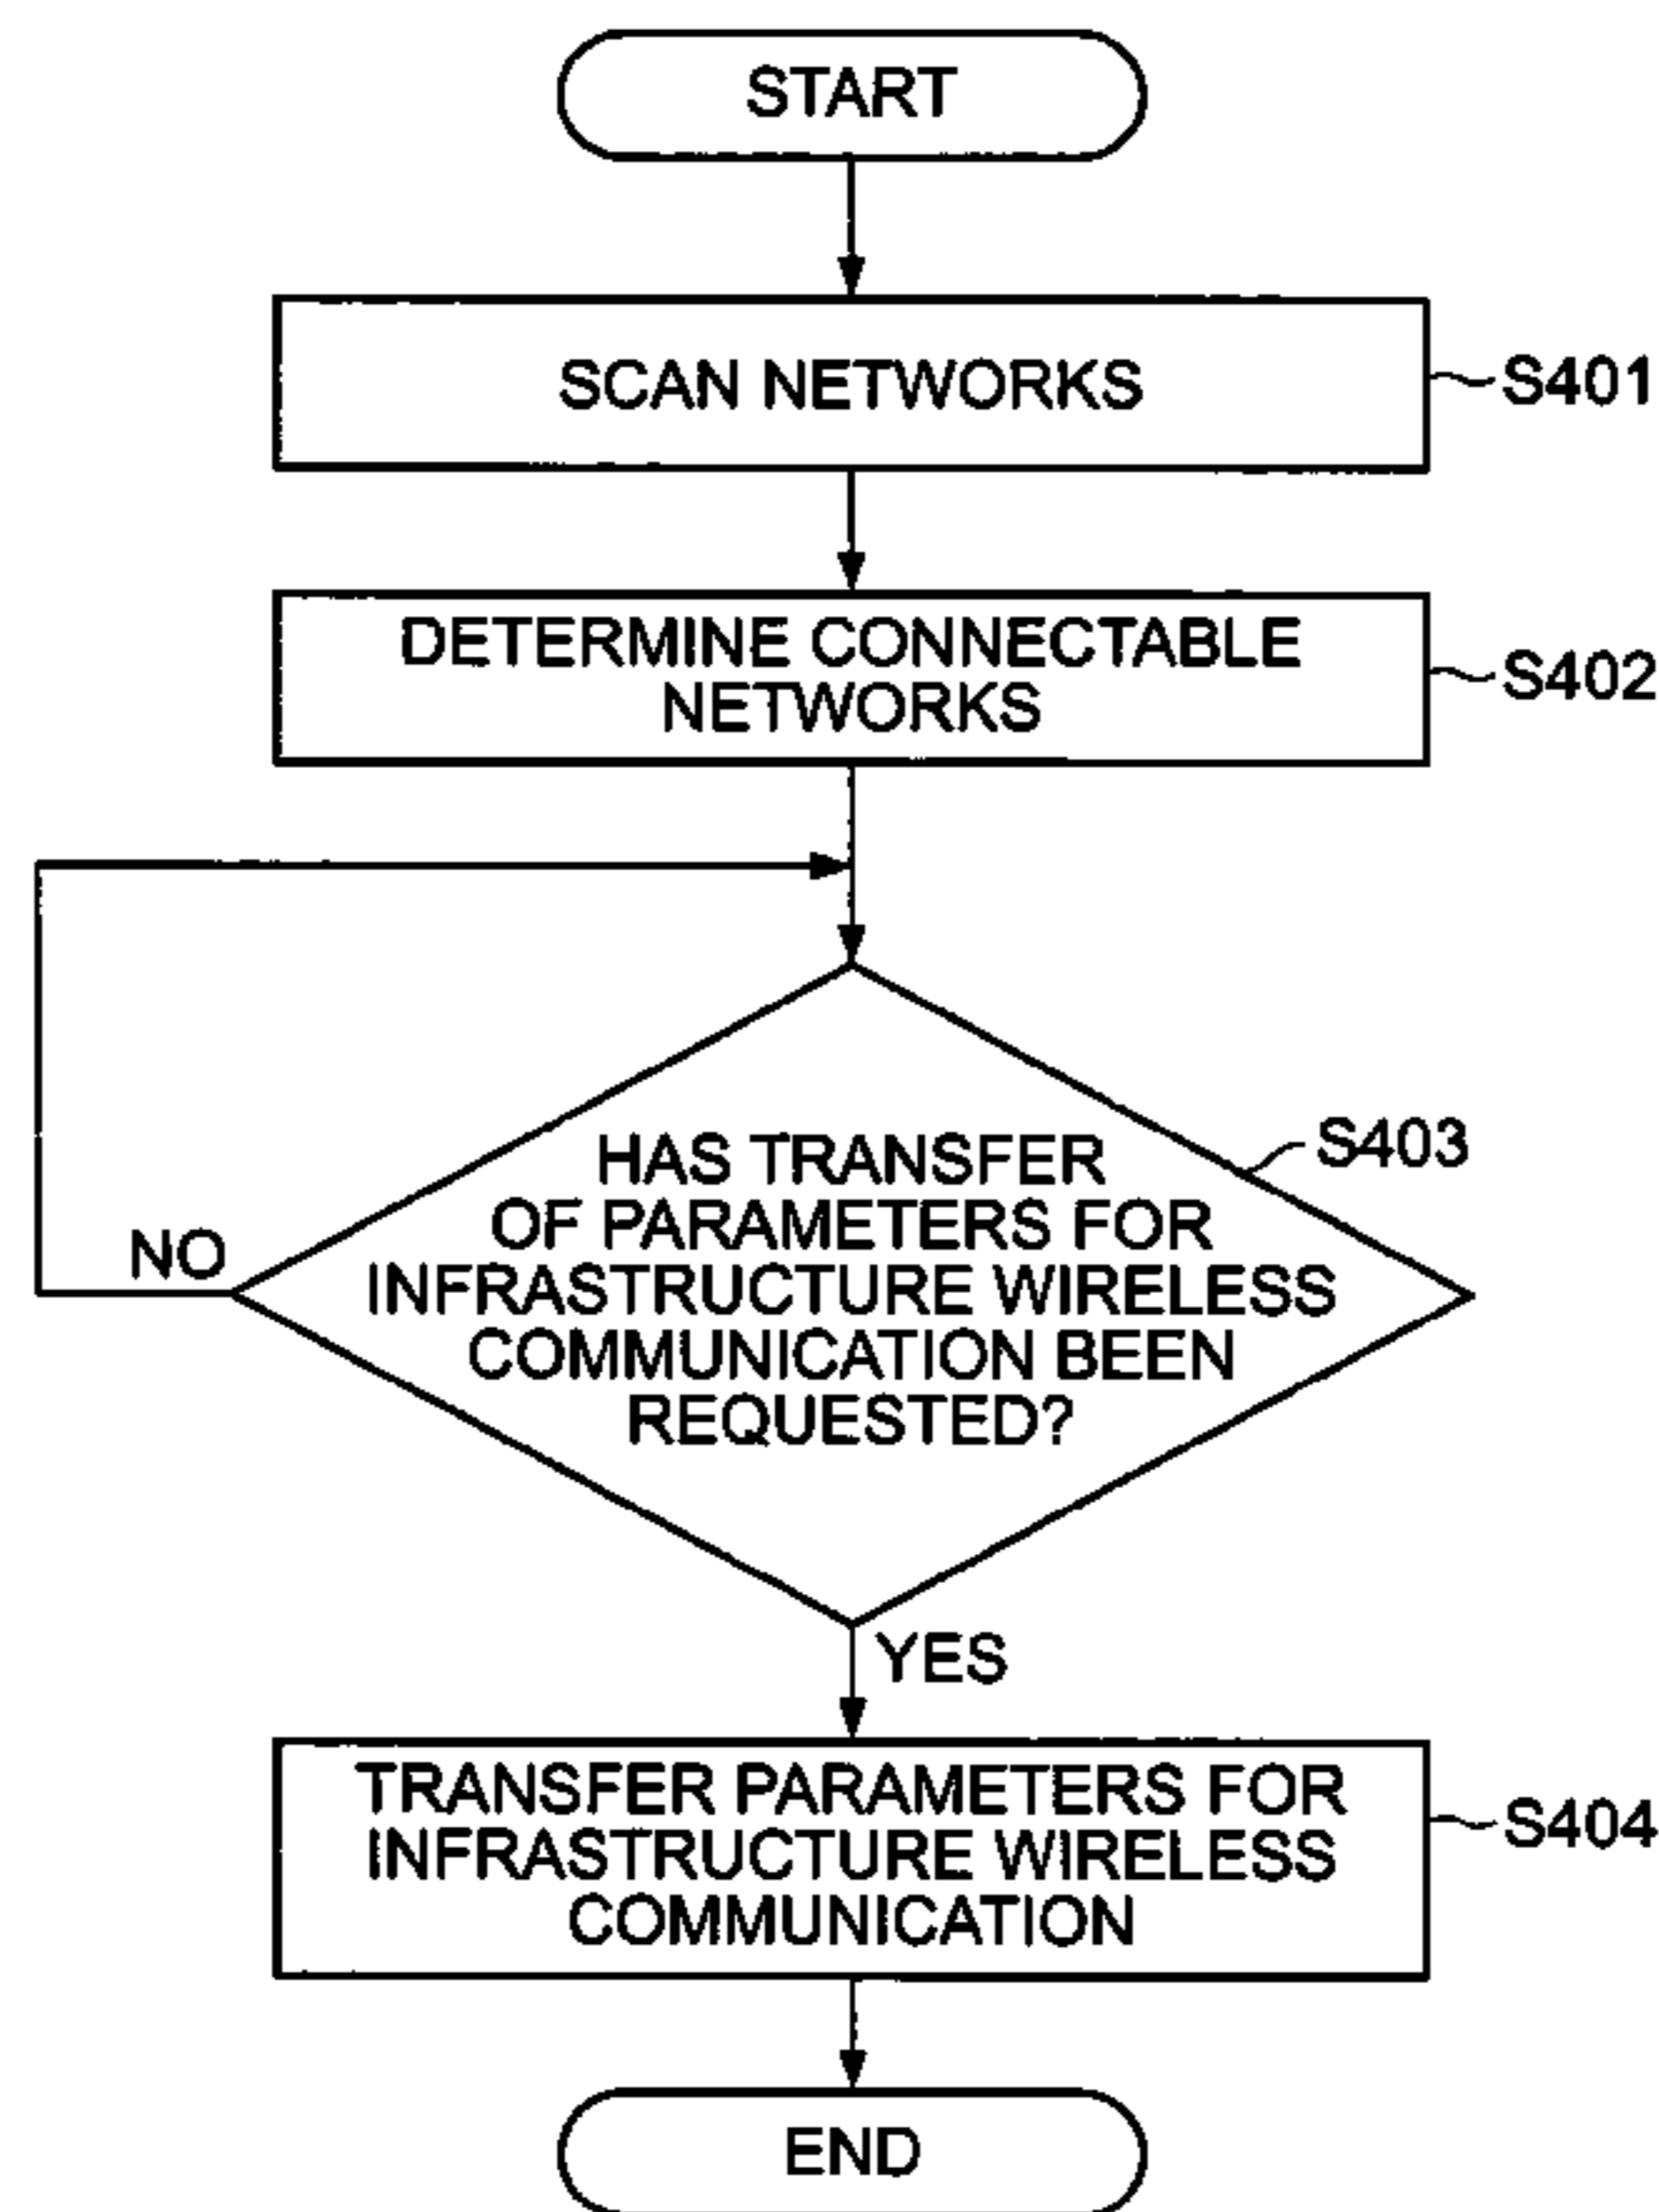 START
SCAN NETWORKS
S401
DETERMINE CONNECTABLE
NETWORKS
S402
HAS TRANSFER
OF PARAMETERS FOR
INFRASTRUCTURE WIRELESS
COMMUNICATION BEEN
REQUESTED?
S403
NO
YES
TRANSFER PARAMETERS FOR
INFRASTRUCTURE WIRELESS
COMMUNICATION
S404
END